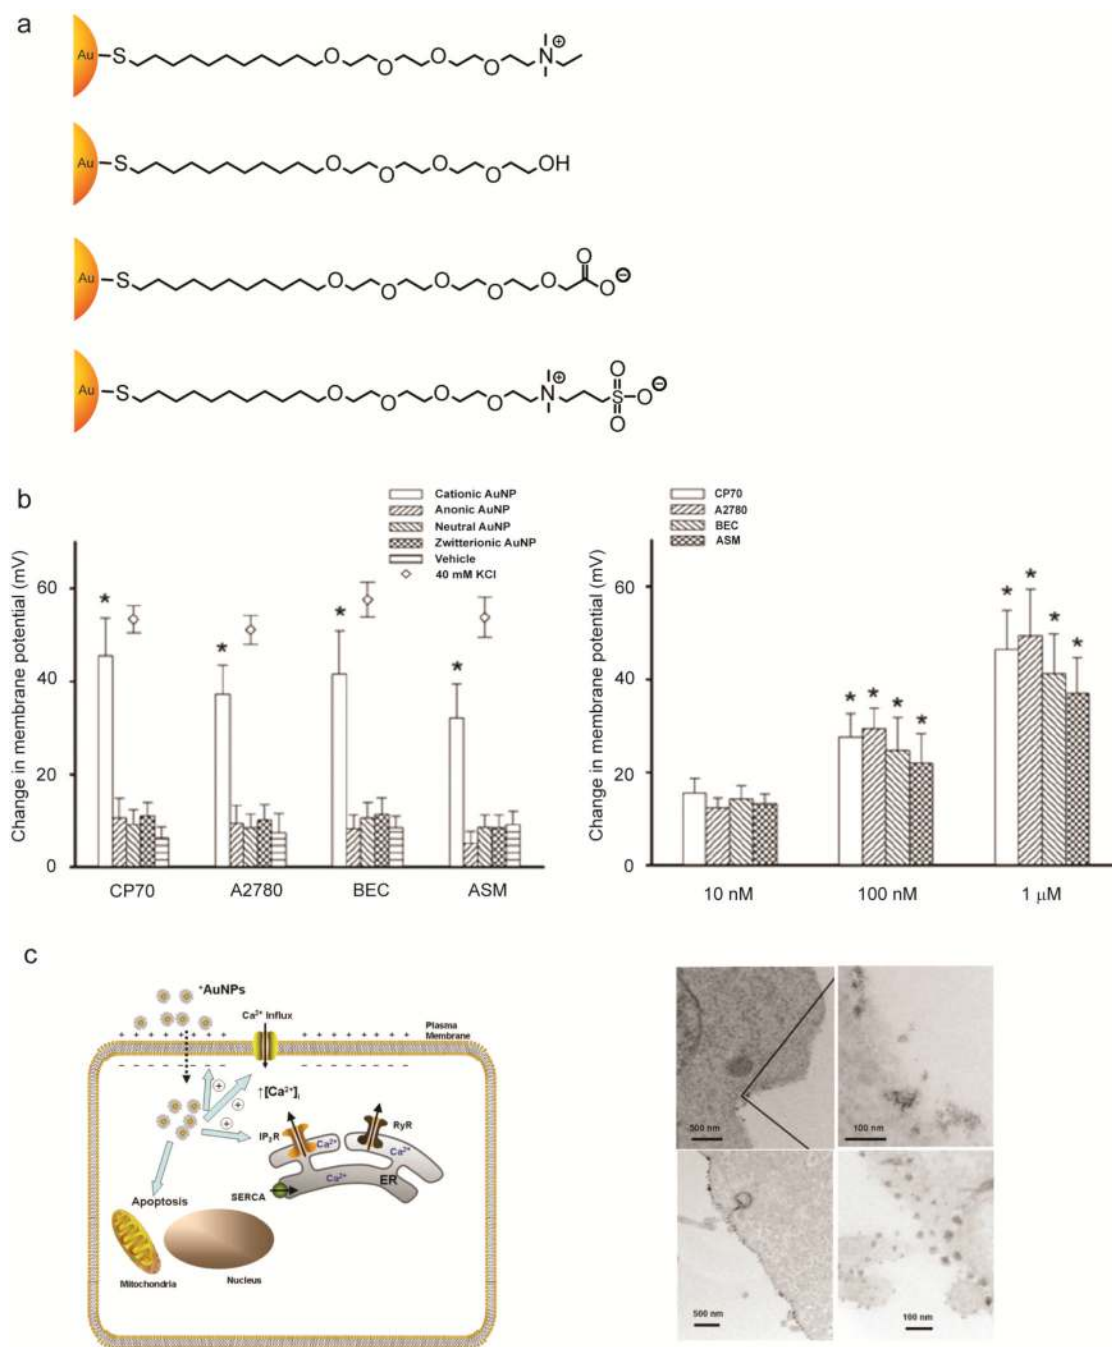 a
Au S O O O O N ⊕
Au S O O O O OH
Au S O O O O O O O ⊖
Au S O O O O N ⊕ O S O O ⊖
b
Cationic AuNP
Anonic AuNP
Neutral AuNP
Zwitterionic AuNP
Vehicle
40 mM KCl
Change in membrane potential (mV)
60
40
20
0
* * * *
CP70 A2780 BEC ASM
CP70
A2780
BEC
ASM
Change in membrane potential (mV)
60
40
20
0
* * * * * * * *
10 nM 100 nM 1 μM
c
+AuNPs
Ca²⁺ Influx
Plasma
Membrane
+ + + + + + + + + + + + + +
– – – – – – – – – – – – – –
↑[Ca²⁺]i
IP₃R
RyR
Ca²⁺
Ca²⁺
Ca²⁺
ER
SERCA
Apoptosis
Mitochondria
Nucleus
500 nm
100 nm
500 nm
100 nm